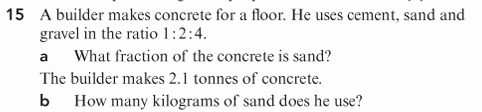 15 A builder makes concrete for a floor. He uses cement, sand and
gravel in the ratio 1:2:4.
a What fraction of the concrete is sand?
The builder makes 2.1 tonnes of concrete.
b How many kilograms of sand does he use?